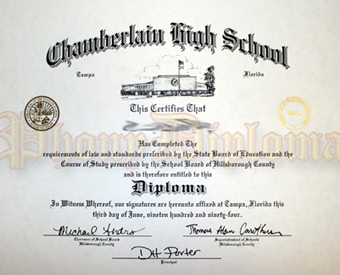 Chamberlain High School
Tampa Florida
This Certifies That
Has Completed The
requirements of law and standards prescribed by the State Board of Education and the
Course of Study prescribed by the School Board of Hillsborough County
and is therefore entitled to this
Diploma
In Witness Whereof, our signatures are hereunto affixed at Tampa, Florida this
third day of June, nineteen hundred and ninety-four.
Chairman of School Board
Hillsborough County
Superintendent of Schools
Hillsborough County
Principal
PhonyDiploma